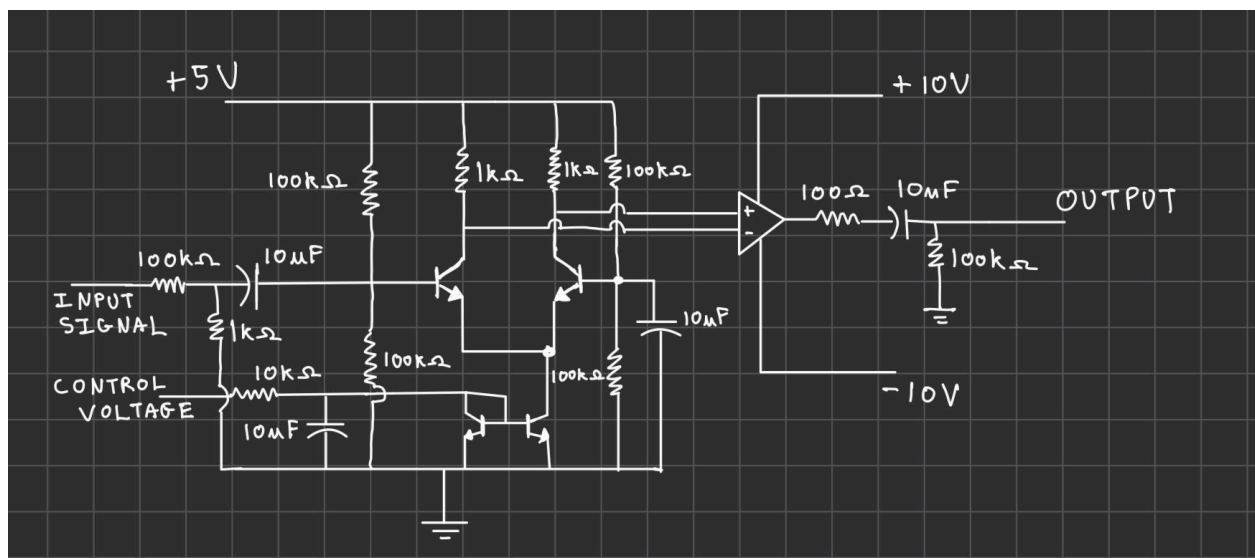 +5V
+10V
100kΩ
1kΩ
1kΩ
100kΩ
100Ω
10µF
OUTPUT
+
-
100kΩ
10µF
100kΩ
INPUT
SIGNAL
1kΩ
10µF
10kΩ
100kΩ
100kΩ
CONTROL
VOLTAGE
-10V
10µF